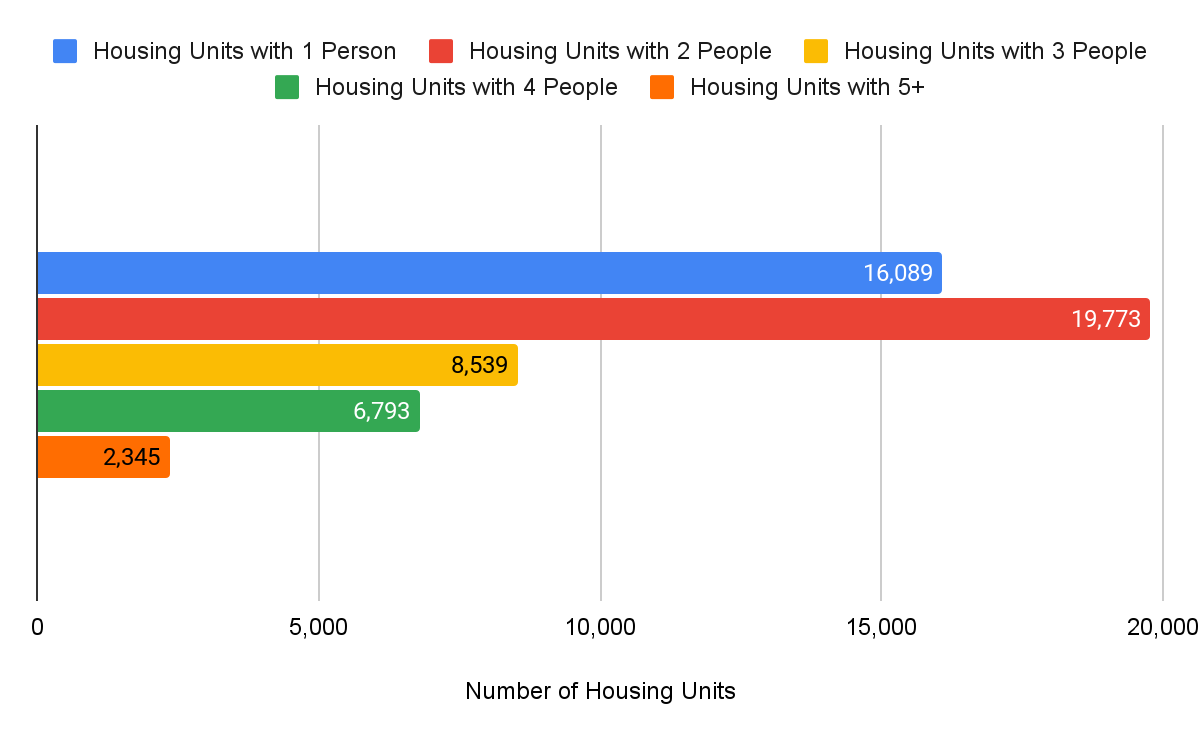 Housing Units with 1 Person Housing Units with 2 People Housing Units with 3 People
Housing Units with 4 People Housing Units with 5+
16,089
19,773
8,539
6,793
2,345
0 5,000 10,000 15,000 20,000
Number of Housing Units